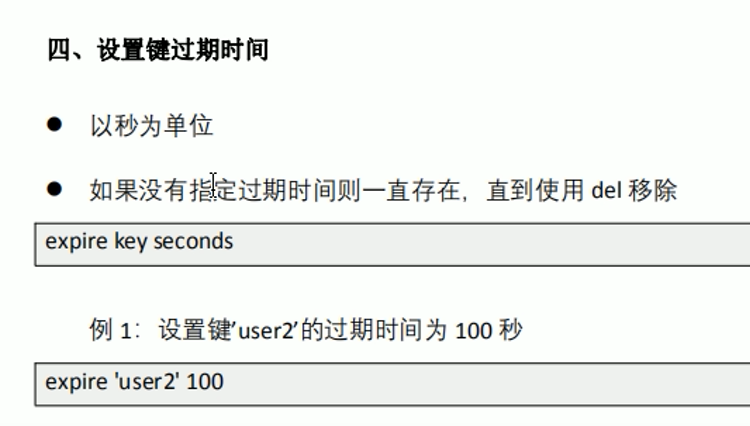 四、设置键过期时间
● 以秒为单位
● 如果没有指定过期时间则一直存在，直到使用 del 移除
expire key seconds
例 1：设置键'user2'的过期时间为 100 秒
expire 'user2' 100